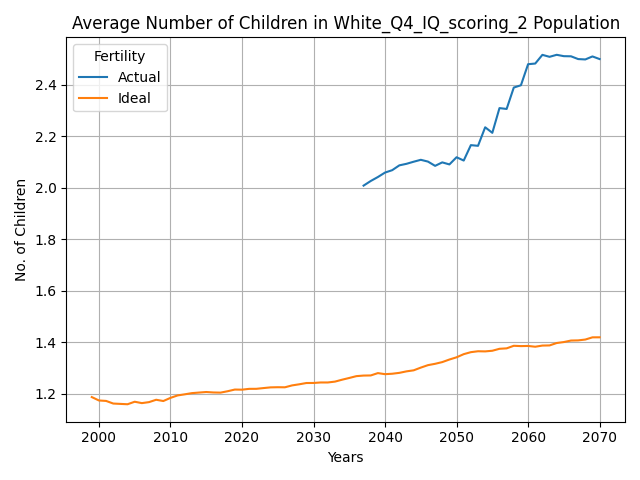 Average Number of Children in White_Q4_IQ_scoring_2 Population
Fertility
Actual
Ideal
No. of Children
2.4
2.2
2.0
1.8
1.6
1.4
1.2
2000 2010 2020 2030 2040 2050 2060 2070
Years